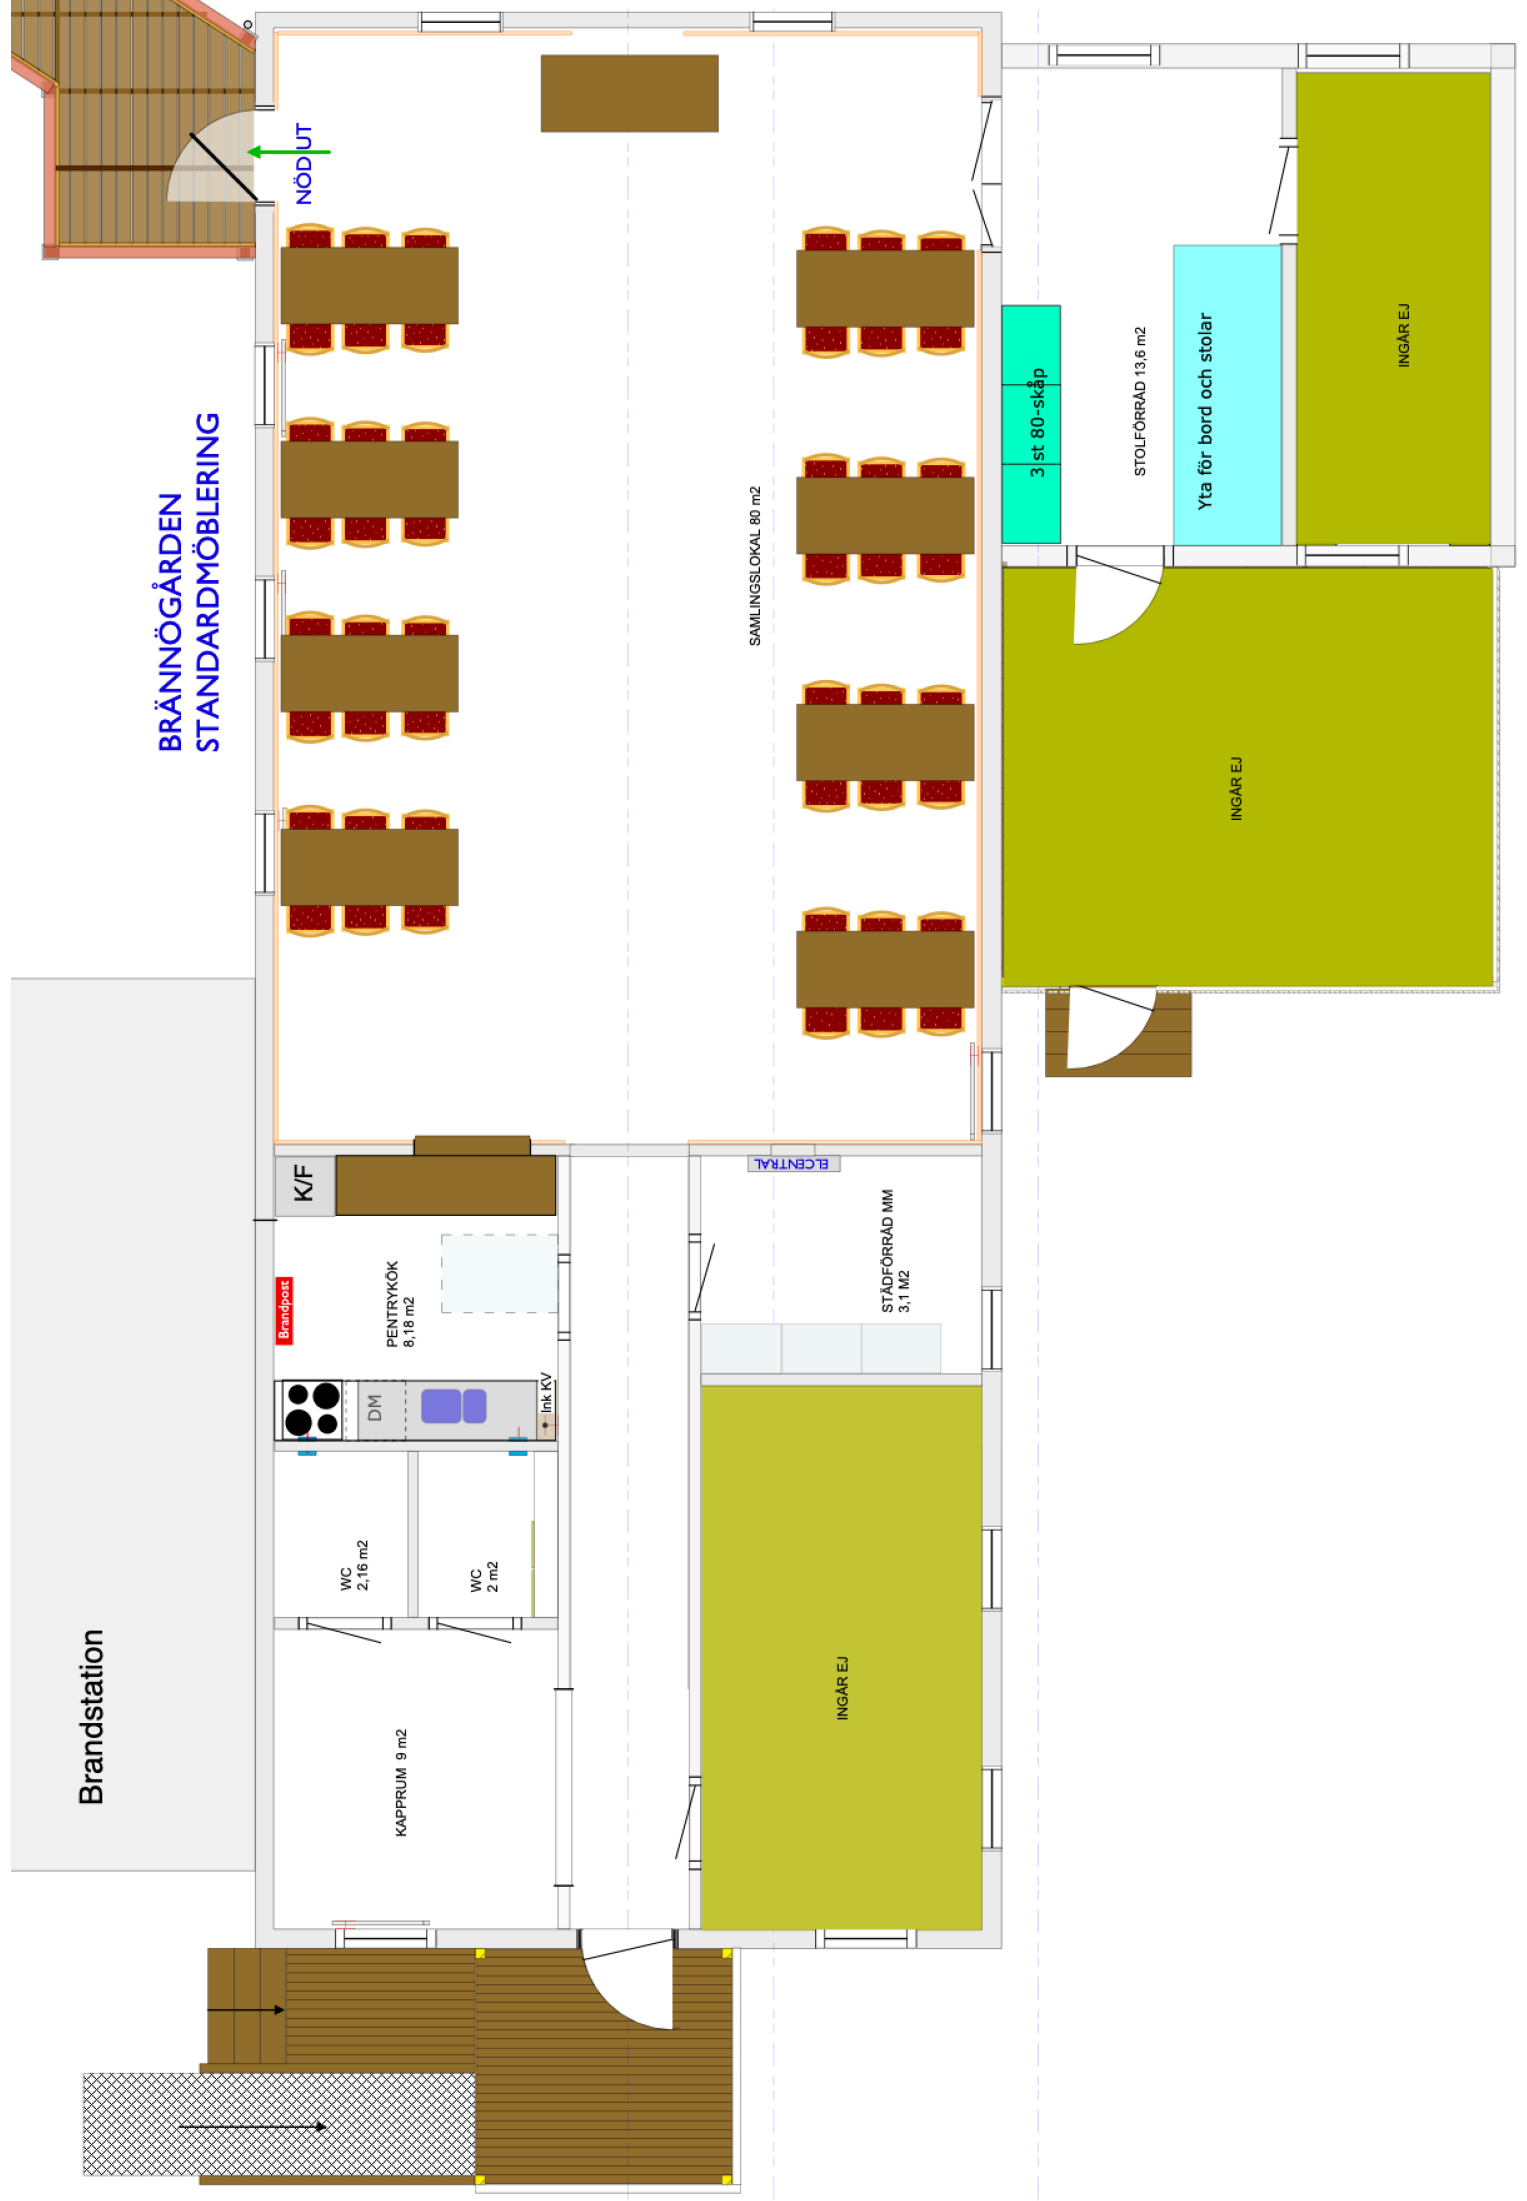 NÖD UT
BRÄNNÖGÅRDEN
STANDARDMÖBLERING
SAMLINGSLOKAL 80 m2
3 st 80-skåp
STOLFÖRRÅD 13,6 m2
Yta för bord och stolar
INGÅR EJ
INGÅR EJ
K/F
ELCENTRAL
Brandpost
PENTRYKÖK
8,18 m2
STÄDFÖRRÅD MM
3,1 M2
DM
Ink KV
WC
2,16 m2
WC
2 m2
Brandstation
KAPPRUM 9 m2
INGÅR EJ